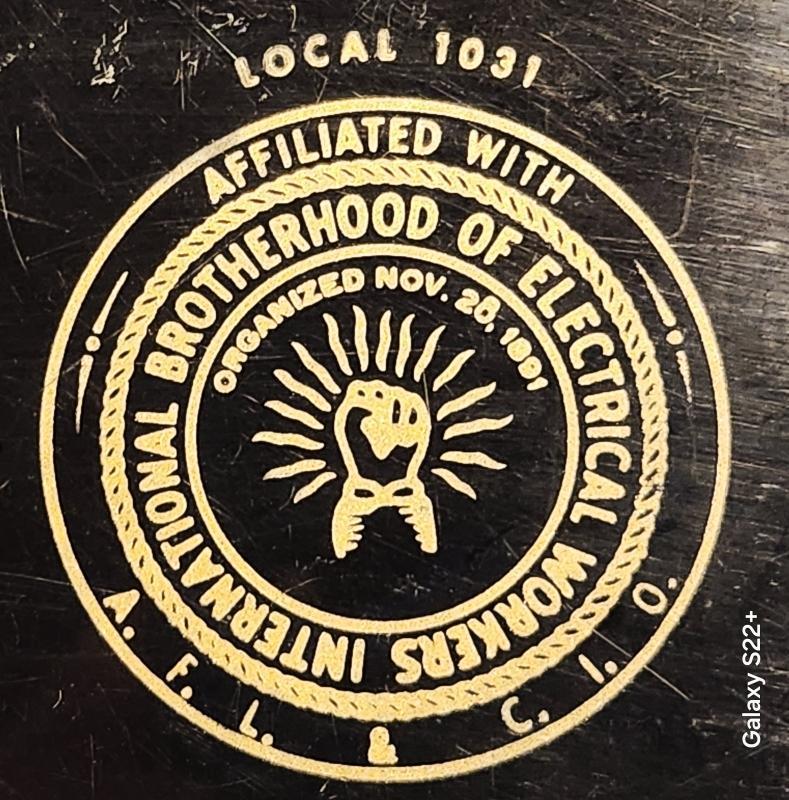 LOCAL 1031
AFFILIATED WITH
INTERNATIONAL BROTHERHOOD OF ELECTRICAL WORKERS
ORGANIZED NOV. 28, 1891
A. F. L. & C. I. O.
Galaxy S22+